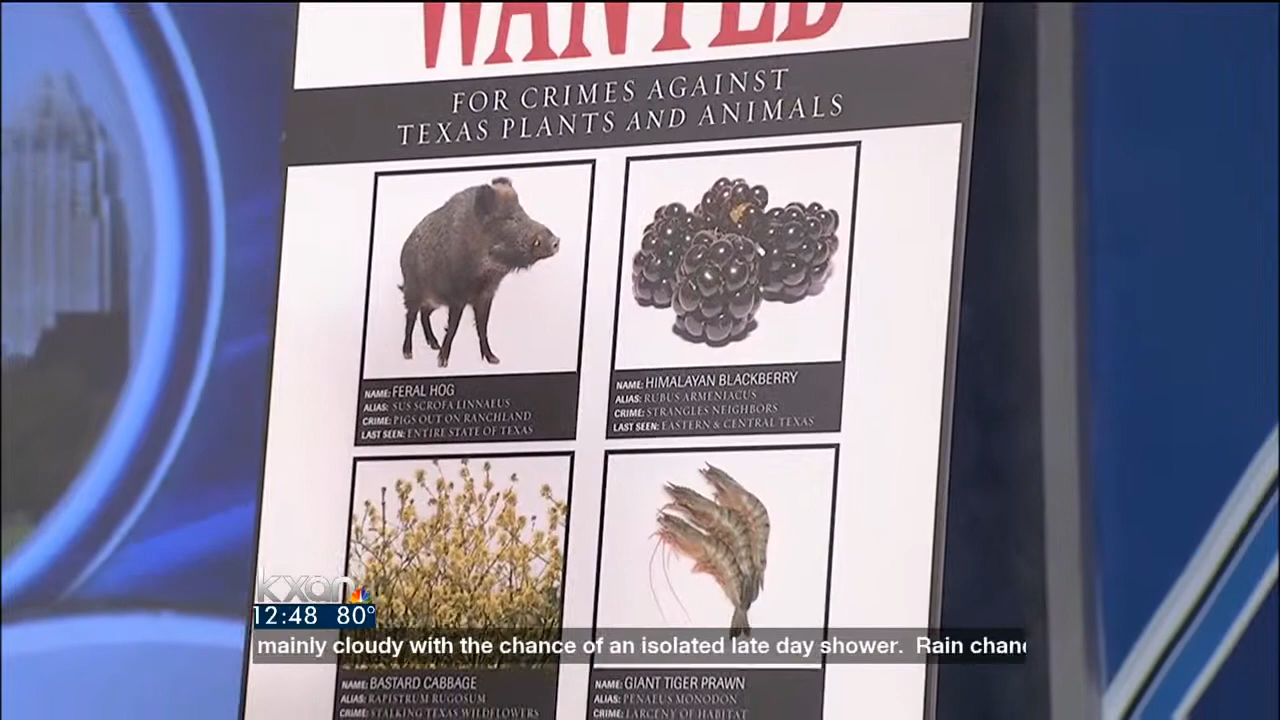 WANTED
FOR CRIMES AGAINST
TEXAS PLANTS AND ANIMALS
NAME: FERAL HOG
ALIAS: SUS SCROFA LINNAEUS
CRIME: PIGS OUT ON RANCHLAND
LAST SEEN: ENTIRE STATE OF TEXAS
NAME: HIMALAYAN BLACKBERRY
ALIAS: RUBUS ARMENIACUS
CRIME: STRANGLES NEIGHBORS
LAST SEEN: EASTERN & CENTRAL TEXAS
NAME: BASTARD CABBAGE
ALIAS: RAPISTRUM RUGOSUM
CRIME: STALKING TEXAS WILDFLOWERS
NAME: GIANT TIGER PRAWN
ALIAS: PENAEUS MONODON
CRIME: LARCENY OF HABITAT
kxan
12:48 80°
mainly cloudy with the chance of an isolated late day shower. Rain chan